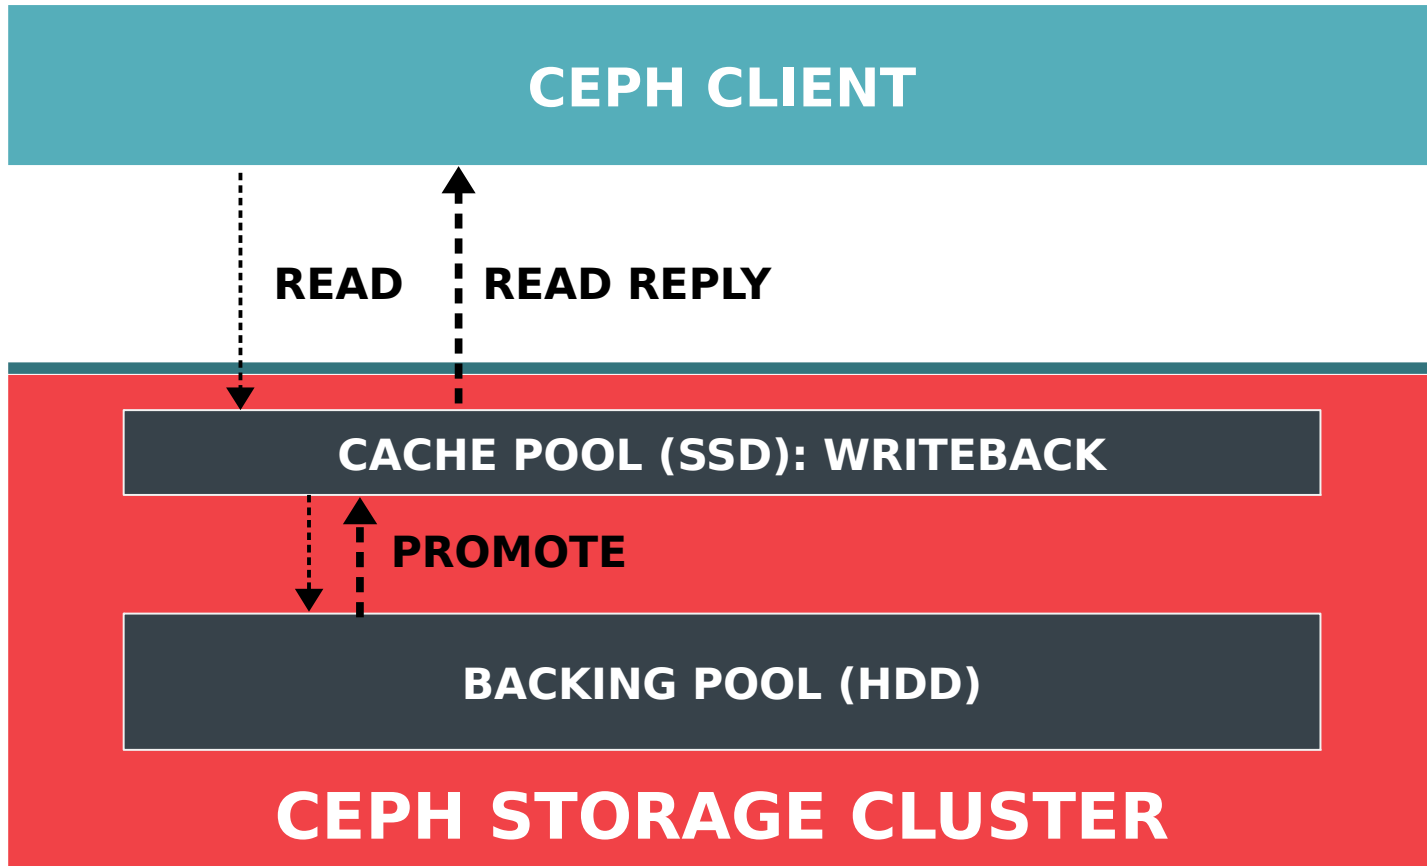 CEPH CLIENT
READ
READ REPLY
CACHE POOL (SSD): WRITEBACK
PROMOTE
BACKING POOL (HDD)
CEPH STORAGE CLUSTER